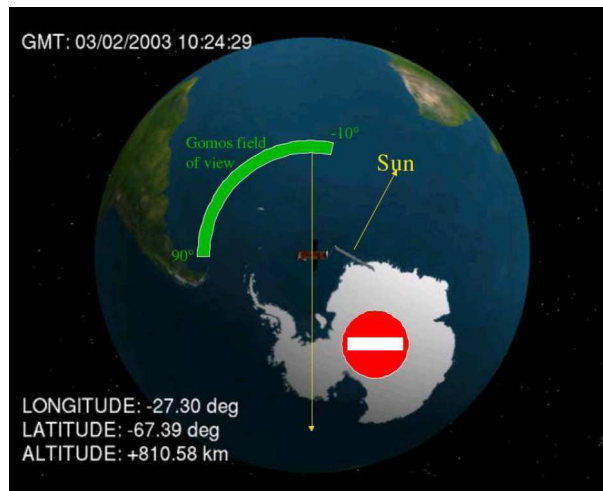 GMT: 03/02/2003 10:24:29
-10°
Gomos field
of view
Sun
90°
LONGITUDE: -27.30 deg
LATITUDE: -67.39 deg
ALTITUDE: +810.58 km